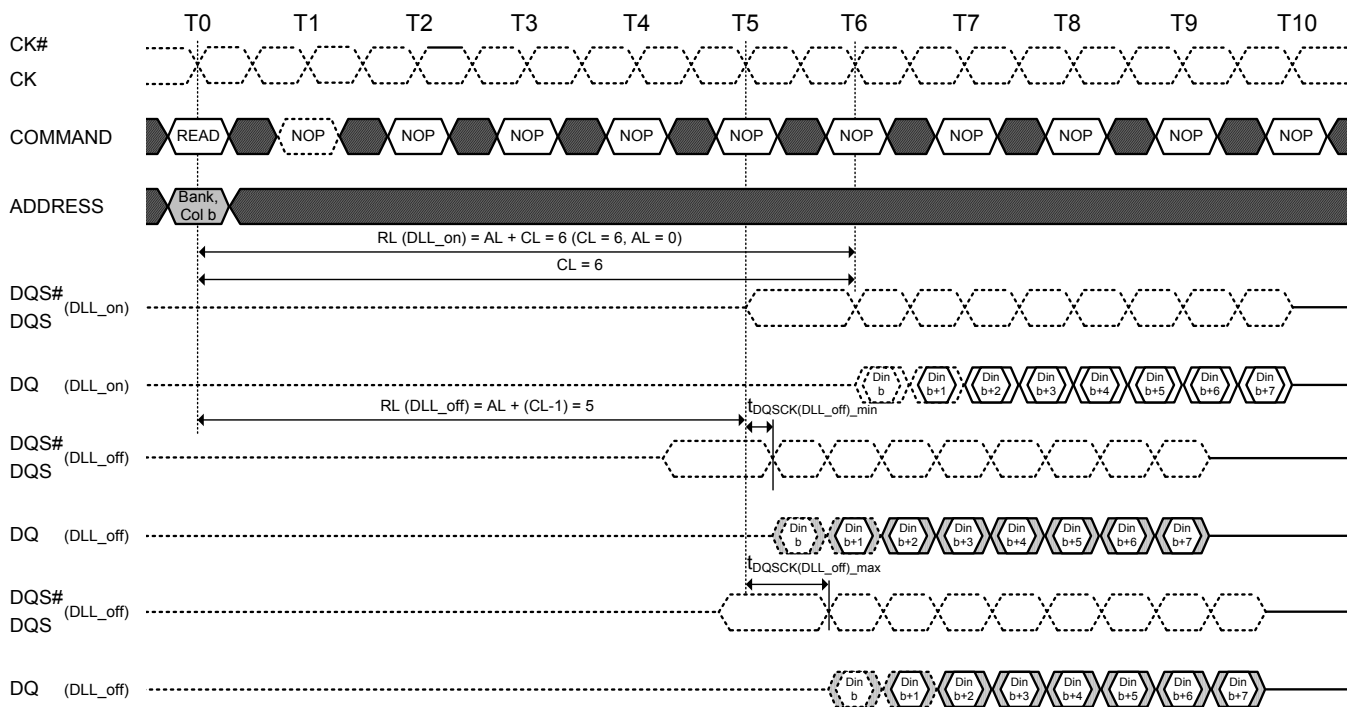 T0 T1 T2 T3 T4 T5 T6 T7 T8 T9 T10
CK#
CK
COMMAND READ NOP NOP NOP NOP NOP NOP NOP NOP NOP NOP
ADDRESS Bank, Col b
RL (DLL_on) = AL + CL = 6 (CL = 6, AL = 0)
CL = 6
DQS# (DLL_on)
DQS
DQ (DLL_on) Din b Din b+1 Din b+2 Din b+3 Din b+4 Din b+5 Din b+6 Din b+7
RL (DLL_off) = AL + (CL-1) = 5 tDQSCK(DLL_off)_min
DQS# (DLL_off)
DQS
DQ (DLL_off) Din b Din b+1 Din b+2 Din b+3 Din b+4 Din b+5 Din b+6 Din b+7
tDQSCK(DLL_off)_max
DQS# (DLL_off)
DQS
DQ (DLL_off) Din b Din b+1 Din b+2 Din b+3 Din b+4 Din b+5 Din b+6 Din b+7